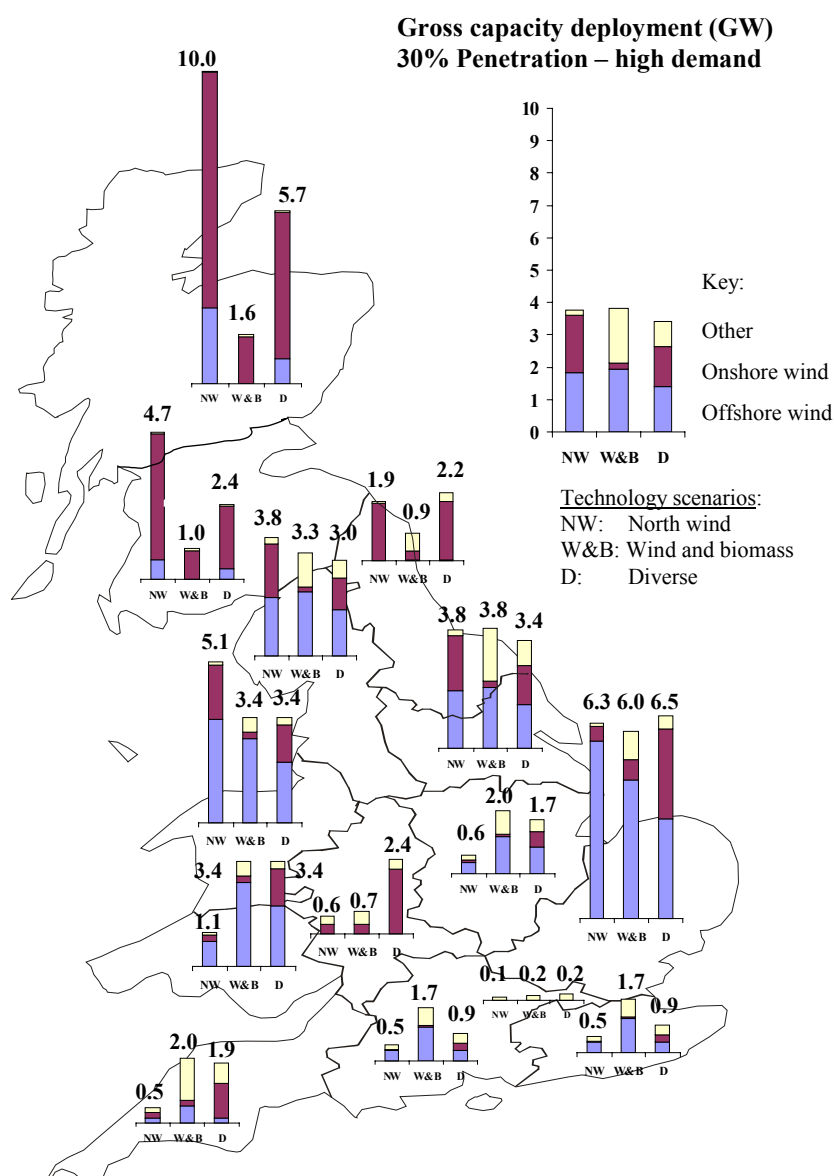 Gross capacity deployment (GW)
30% Penetration – high demand
10.0
5.7
1.6
NW W&B D
10
9
8
7
6
5
4
3
2
1
0
NW W&B D
Key:
Other
Onshore wind
Offshore wind
Technology scenarios:
NW: North wind
W&B: Wind and biomass
D: Diverse
4.7
2.4
1.0
NW W&B D
1.9
0.9
2.2
NW W&B D
3.8 3.3 3.0
NW W&B D
3.8 3.8 3.4
NW W&B D
5.1
3.4 3.4
NW W&B D
6.3 6.0 6.5
NW W&B D
0.6
2.0
1.7
NW W&B D
1.1
3.4
3.4
NW W&B D
0.6 0.7
2.4
NW W&B D
0.1 0.2 0.2
NW W&B D
0.5
1.7
0.9
NW W&B D
0.5
1.7
0.9
NW W&B D
0.5
2.0 1.9
NW W&B D